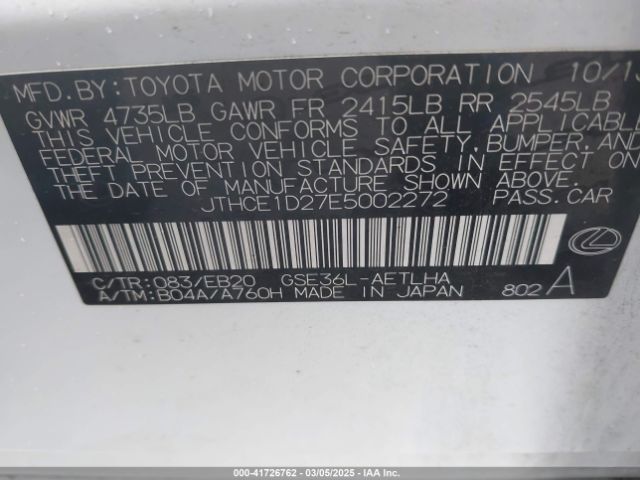 MFD.BY:TOYOTA MOTOR CORPORATION 10/1
GVWR 4735LB GAWR FR 2415LB RR 2545LB
THIS VEHICLE CONFORMS TO ALL APPLICABLE
FEDERAL MOTOR VEHICLE SAFETY,BUMPER,AND
THEFT PREVENTION STANDARDS IN EFFECT ON
THE DATE OF MANUFACTURE SHOWN ABOVE.
JTHCE1D27E5002272 PASS.CAR
C/TR:083/EB20 GSE36L-AETLHA
A/TM:B04A/A760H MADE IN JAPAN 802 A
000-41726762 | 03/05/2025 - IAA, Inc.